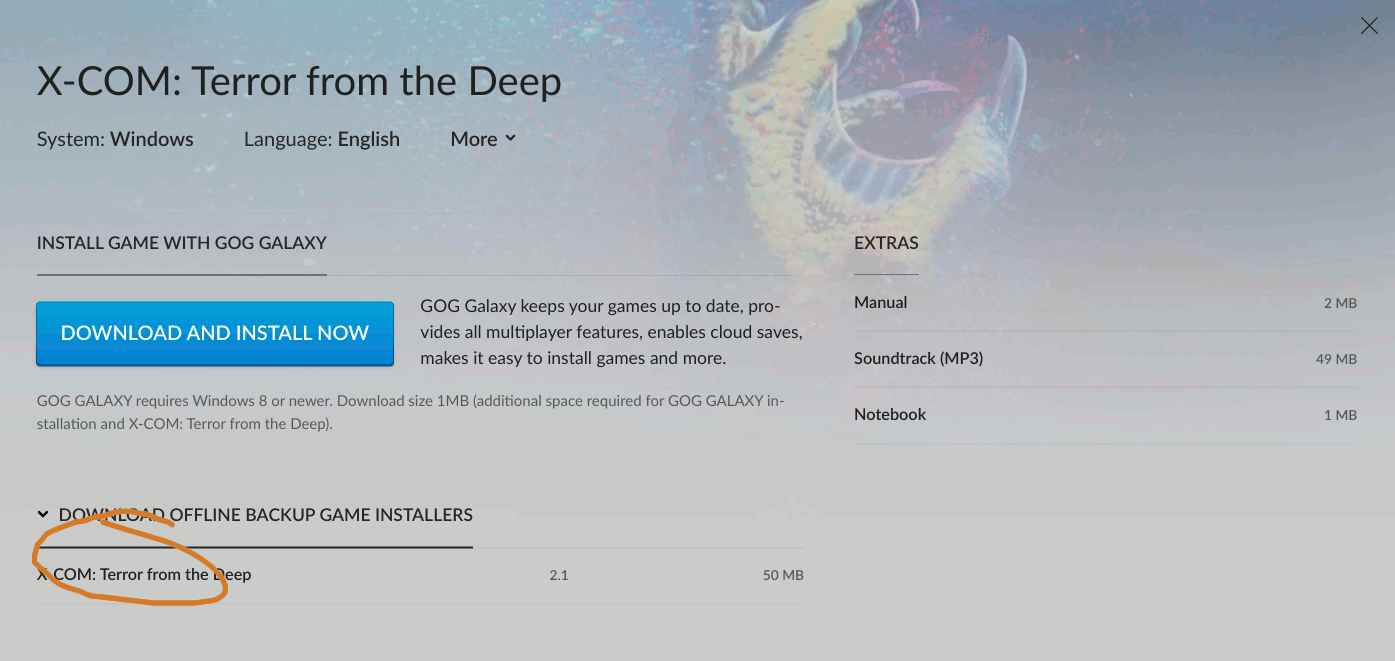 X-COM: Terror from the Deep
System: Windows Language: English More
INSTALL GAME WITH GOG GALAXY
DOWNLOAD AND INSTALL NOW
GOG Galaxy keeps your games up to date, pro-
vides all multiplayer features, enables cloud saves,
makes it easy to install games and more.
GOG GALAXY requires Windows 8 or newer. Download size 1MB (additional space required for GOG GALAXY in-
stallation and X-COM: Terror from the Deep).
EXTRAS
Manual 2 MB
Soundtrack (MP3) 49 MB
Notebook 1 MB
DOWNLOAD OFFLINE BACKUP GAME INSTALLERS
X-COM: Terror from the Deep 2.1 50 MB